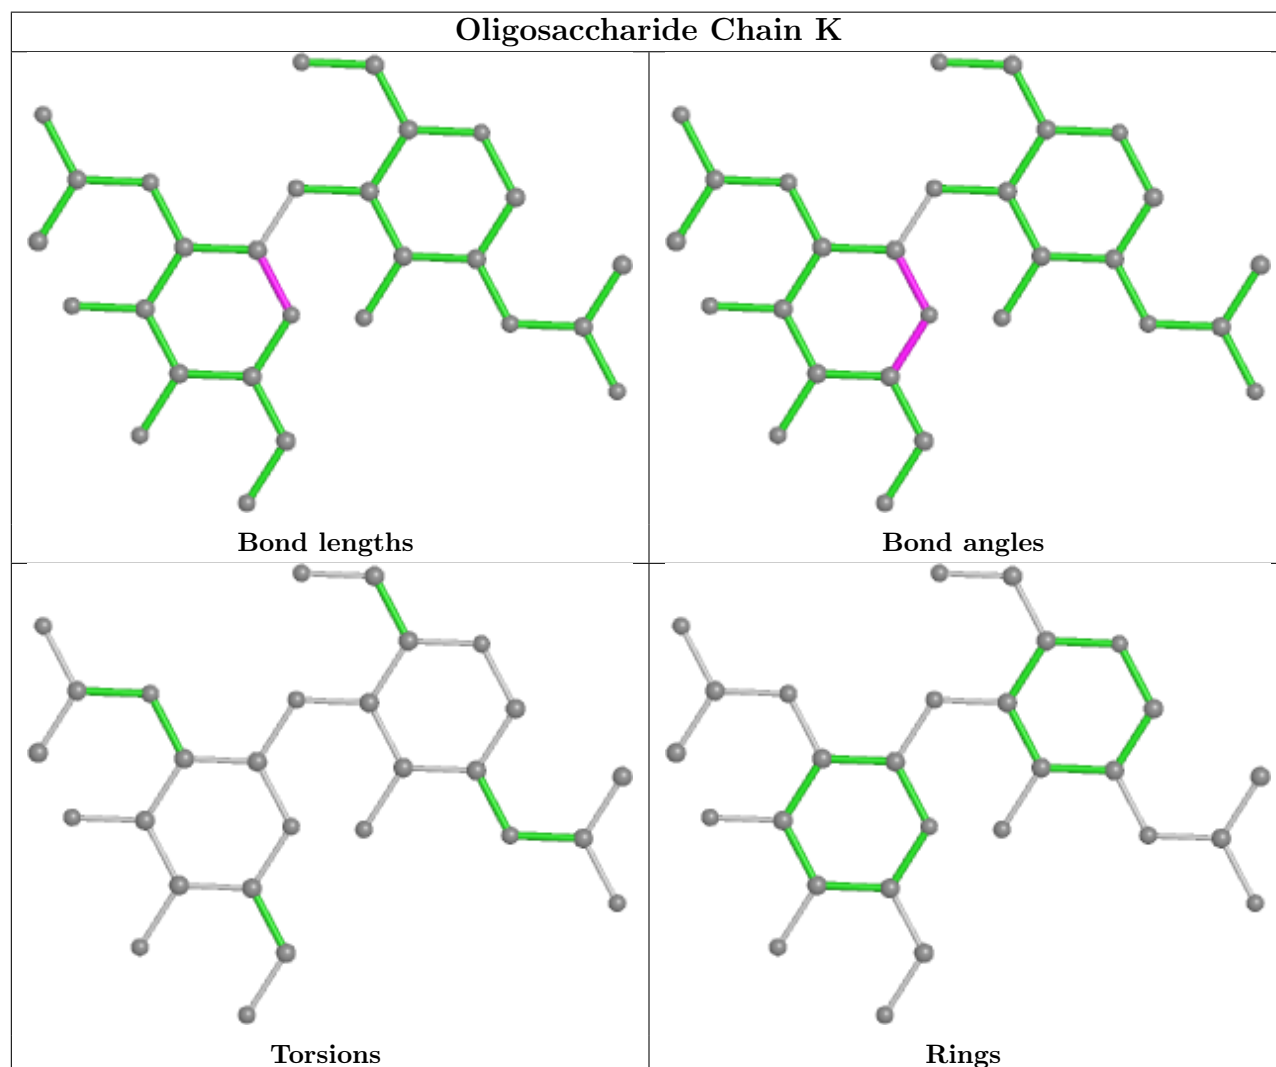 Oligosaccharide Chain K
Bond lengths
Bond angles
Torsions
Rings